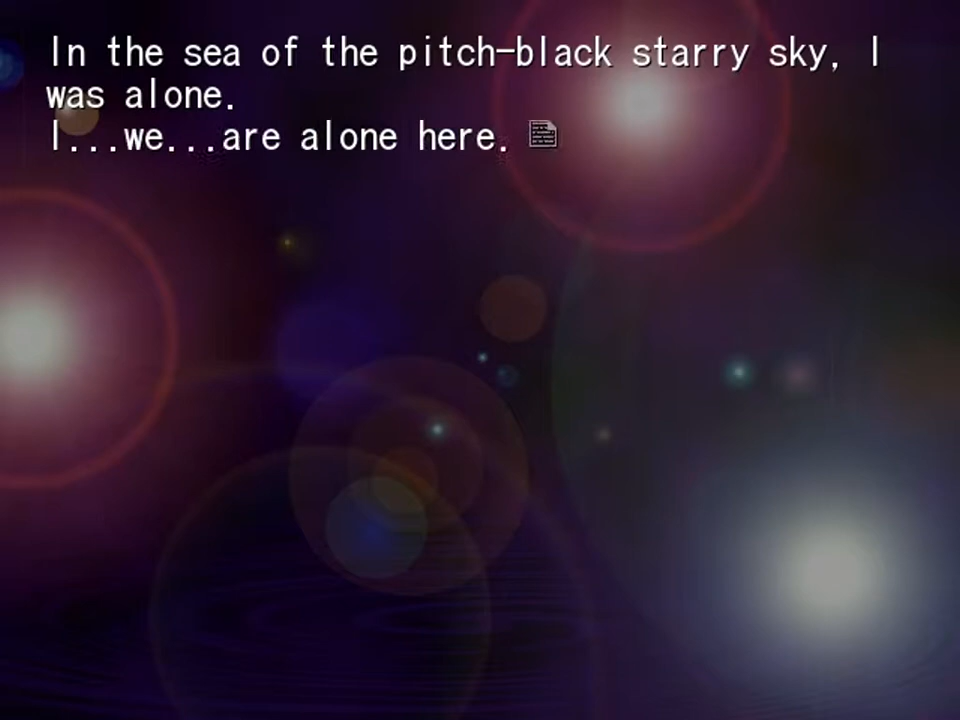 In the sea of the pitch-black starry sky, I
was alone.
I...we...are alone here.